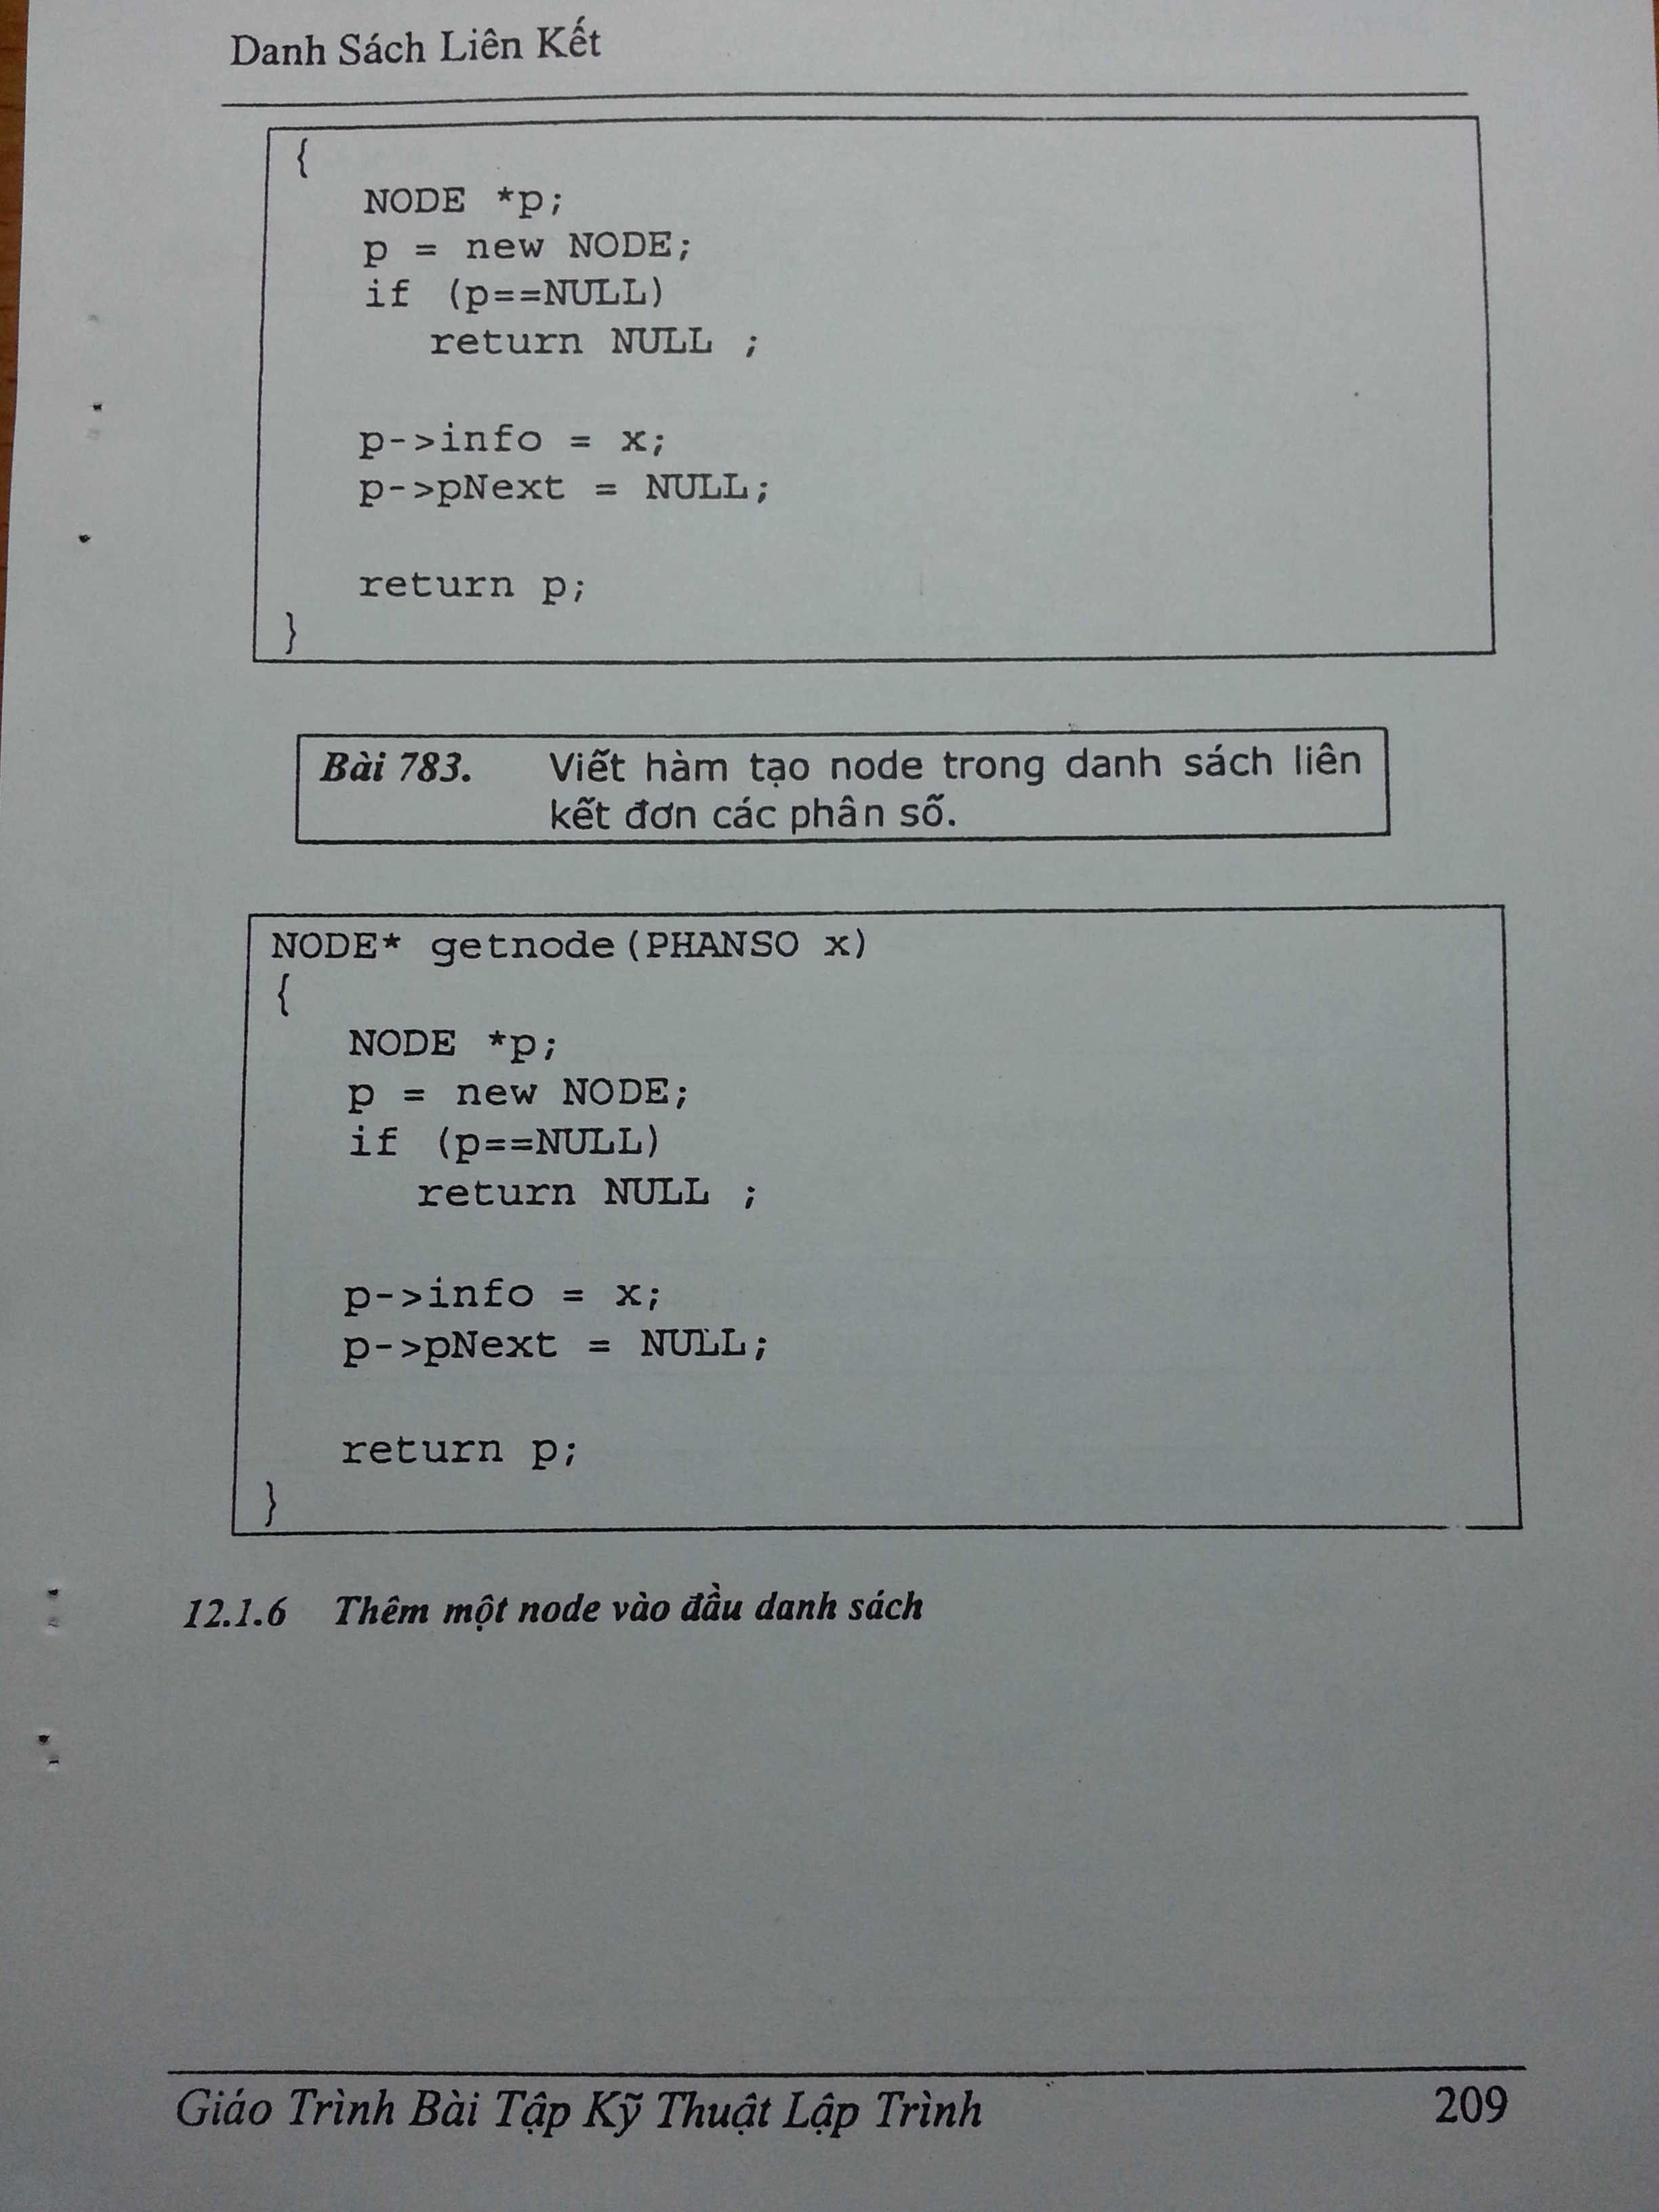 Danh Sách Liên Kết
{
NODE *p;
p = new NODE;
if (p==NULL)
return NULL ;
p->info = x;
p->pNext = NULL;
return p;
}
Bài 783. Viết hàm tạo node trong danh sách liên
kết đơn các phân số.
NODE* getnode(PHANSO x)
{
NODE *p;
p = new NODE;
if (p==NULL)
return NULL ;
p->info = x;
p->pNext = NULL;
return p;
}
12.1.6 Thêm một node vào đầu danh sách
Giáo Trình Bài Tập Kỹ Thuật Lập Trình 209